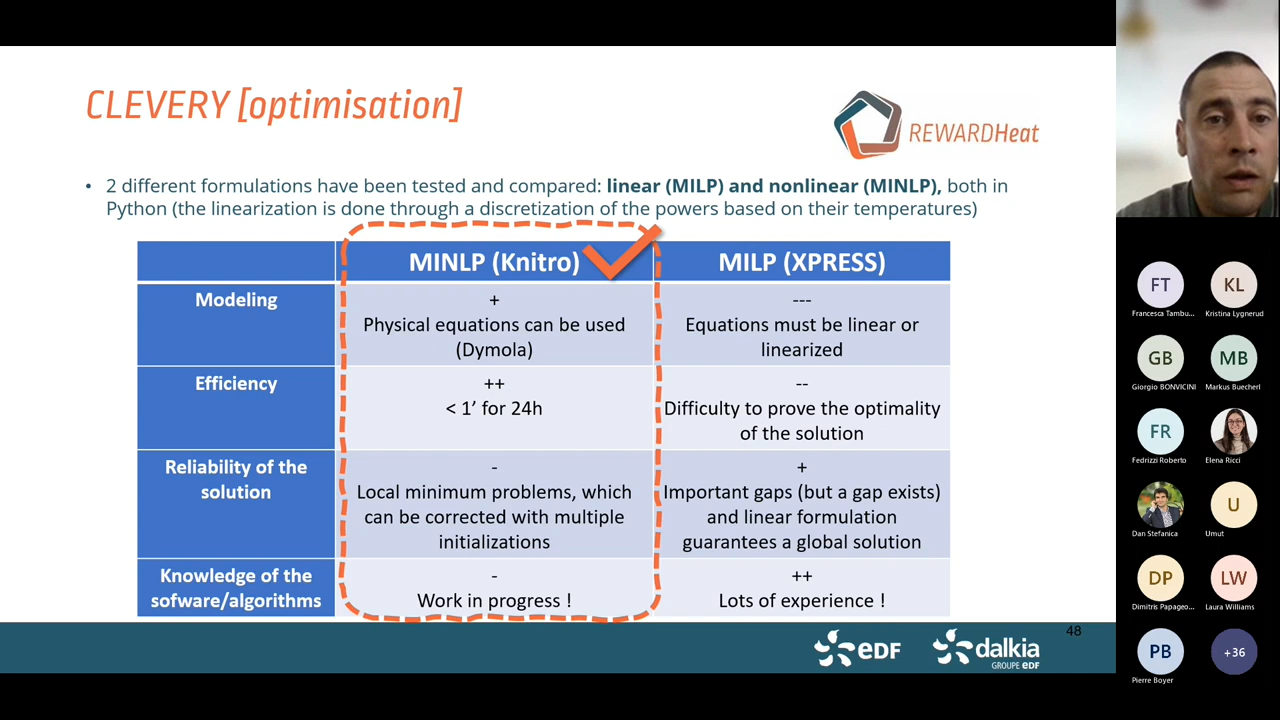 CLEVERY [optimisation]
REWARDHeat
• 2 different formulations have been tested and compared: linear (MILP) and nonlinear (MINLP), both in
Python (the linearization is done through a discretization of the powers based on their temperatures)
MINLP (Knitro)
MILP (XPRESS)
Modeling
+
Physical equations can be used
(Dymola)
---
Equations must be linear or
linearized
Efficiency
++
< 1’ for 24h
--
Difficulty to prove the optimality
of the solution
Reliability of the
solution
-
Local minimum problems, which
can be corrected with multiple
initializations
+
Important gaps (but a gap exists)
and linear formulation
guarantees a global solution
Knowledge of the
sofware/algorithms
-
Work in progress !
++
Lots of experience !
48
eDF
dalkia
GROUPE eDF
FT
Francesca Tambu...
KL
Kristina Lygnerud
GB
Giorgio BONVICINI
MB
Markus Buecherl
FR
Fedrizzi Roberto
Elena Ricci
Dan Stefanica
U
Umut
DP
Dimitris Papageo...
LW
Laura Williams
PB
Pierre Boyer
+36